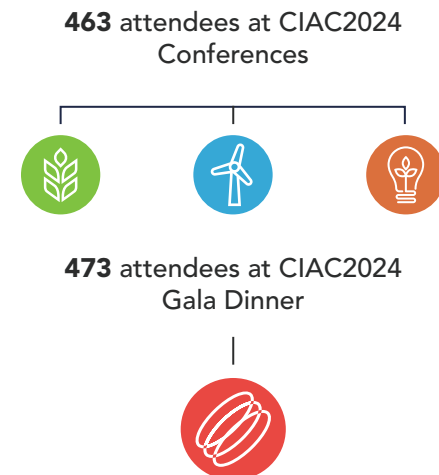 463 attendees at CIAC2024
Conferences
473 attendees at CIAC2024
Gala Dinner